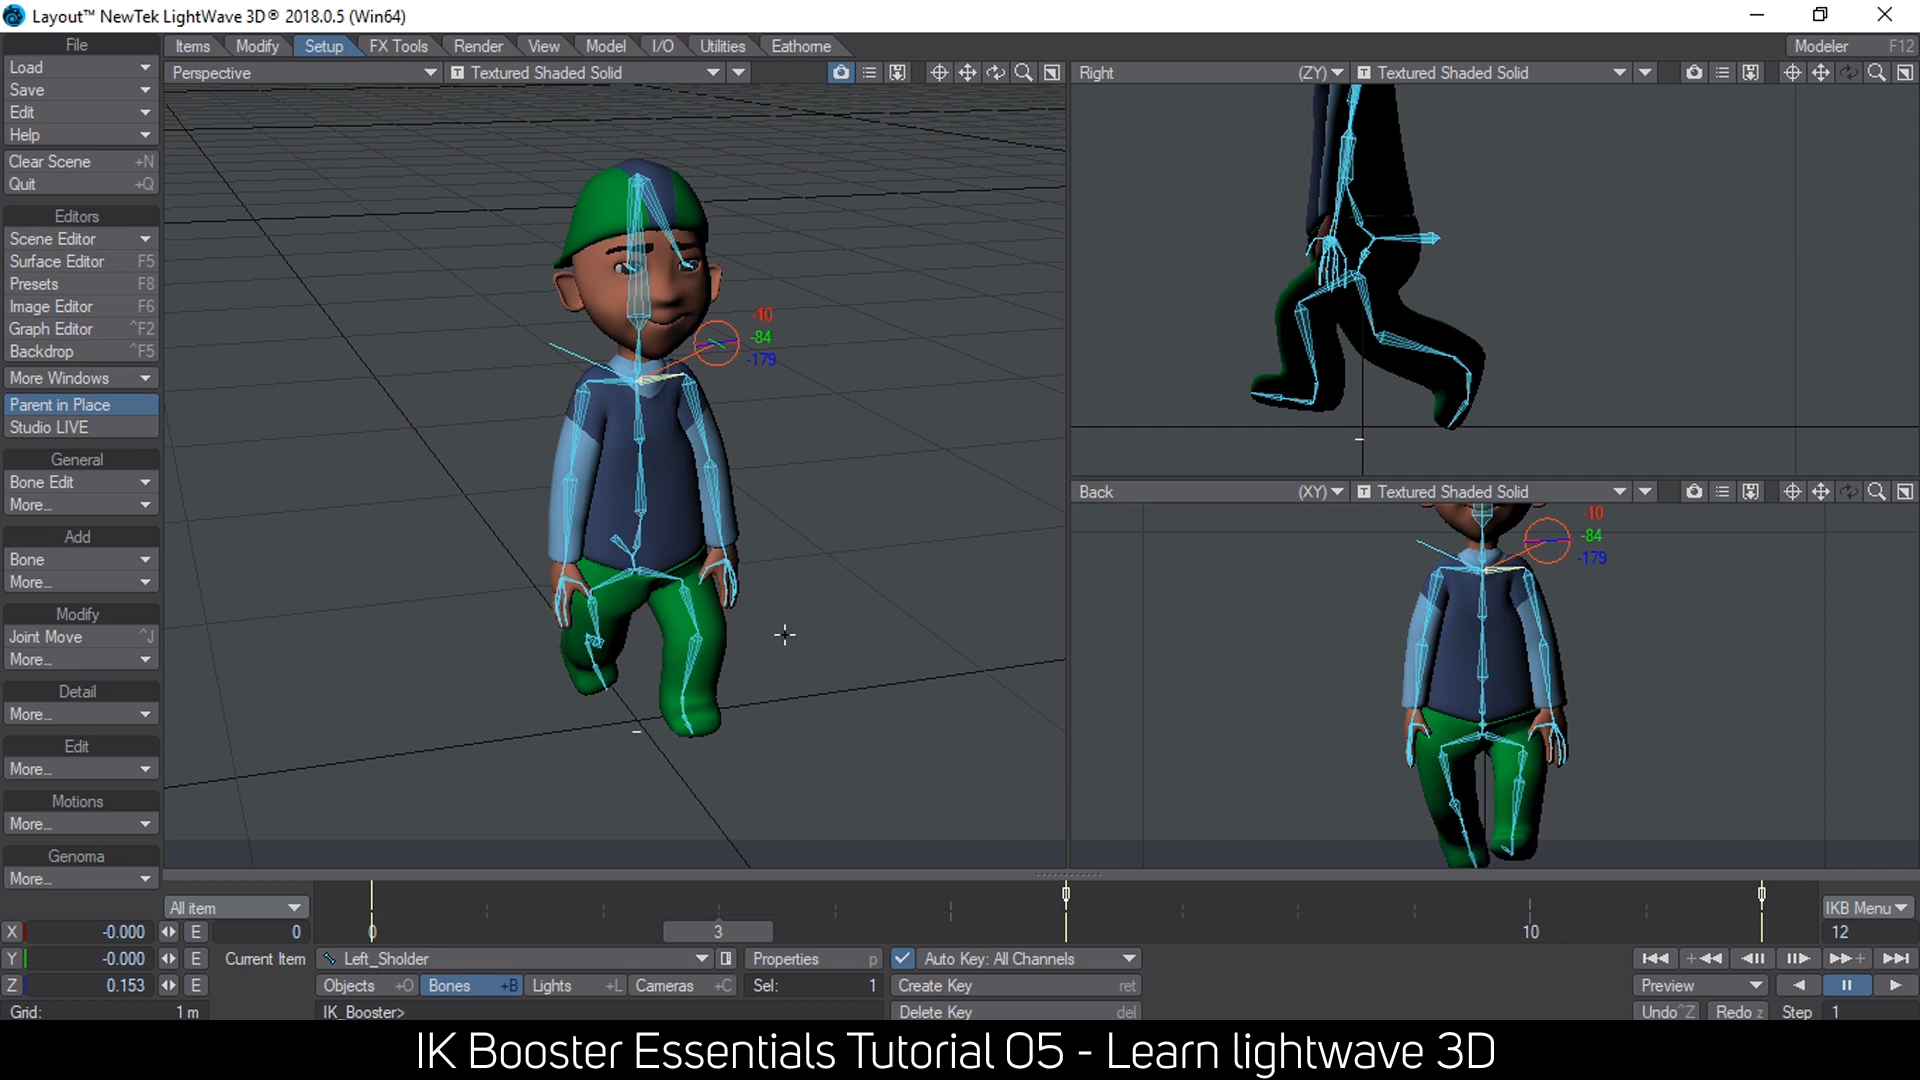 Layout™ NewTek LightWave 3D® 2018.0.5 (Win64)
File
Items Modify Setup FX Tools Render View Model I/O Utilities Eathome Modeler F12
Load
Save
Edit
Help
Clear Scene +N
Quit +Q
Editors
Scene Editor
Surface Editor F5
Presets F8
Image Editor F6
Graph Editor ^F2
Backdrop ^F5
More Windows
Parent in Place
Studio LIVE
General
Bone Edit
More...
Add
Bone
More...
Modify
Joint Move ^J
More...
Detail
More...
Edit
More...
Motions
More...
Genoma
More...
Perspective T Textured Shaded Solid
-10
-84
-179
Right (ZY) T Textured Shaded Solid
Back (XY) T Textured Shaded Solid
-10
-84
-179
All item IKB Menu
X -0.000 E 0 0 3 10 12
Y -0.000 E Current Item Left_Sholder Properties p Auto Key: All Channels
Z 0.153 E Objects +O Bones +B Lights +L Cameras +C Sel: 1 Create Key ret Preview
Grid: 1 m IK_Booster> Delete Key del Undo ^Z Redo z Step 1
IK Booster Essentials Tutorial 05 - Learn lightwave 3D